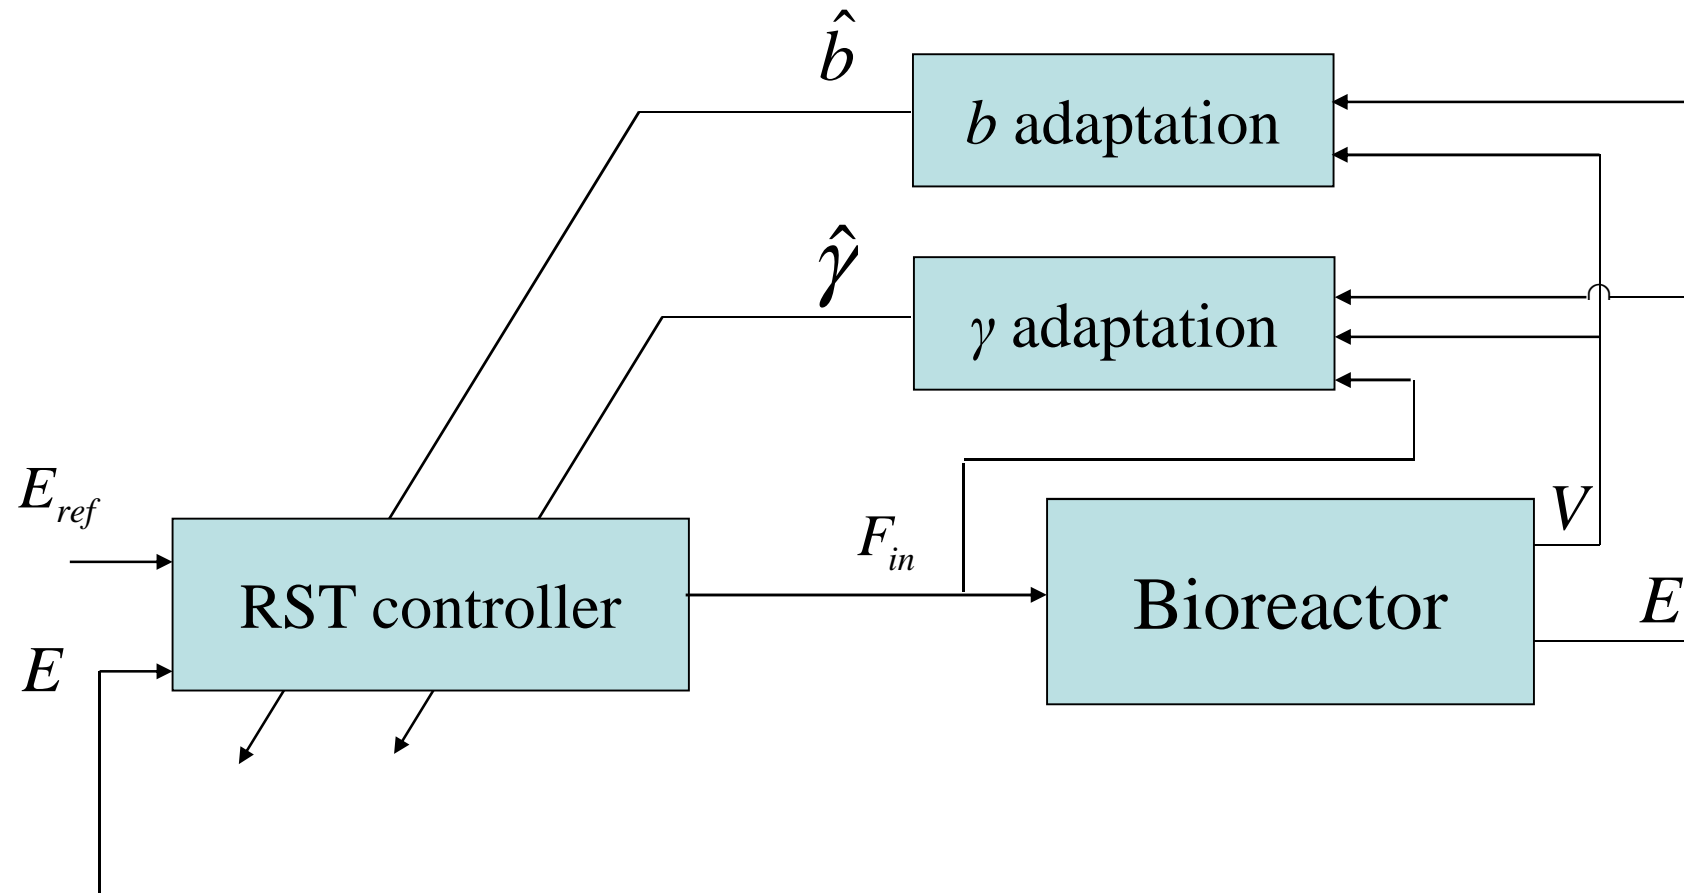 b̂
b adaptation
γ̂
γ adaptation
E_ref
F_in
V
RST controller
Bioreactor
E
E